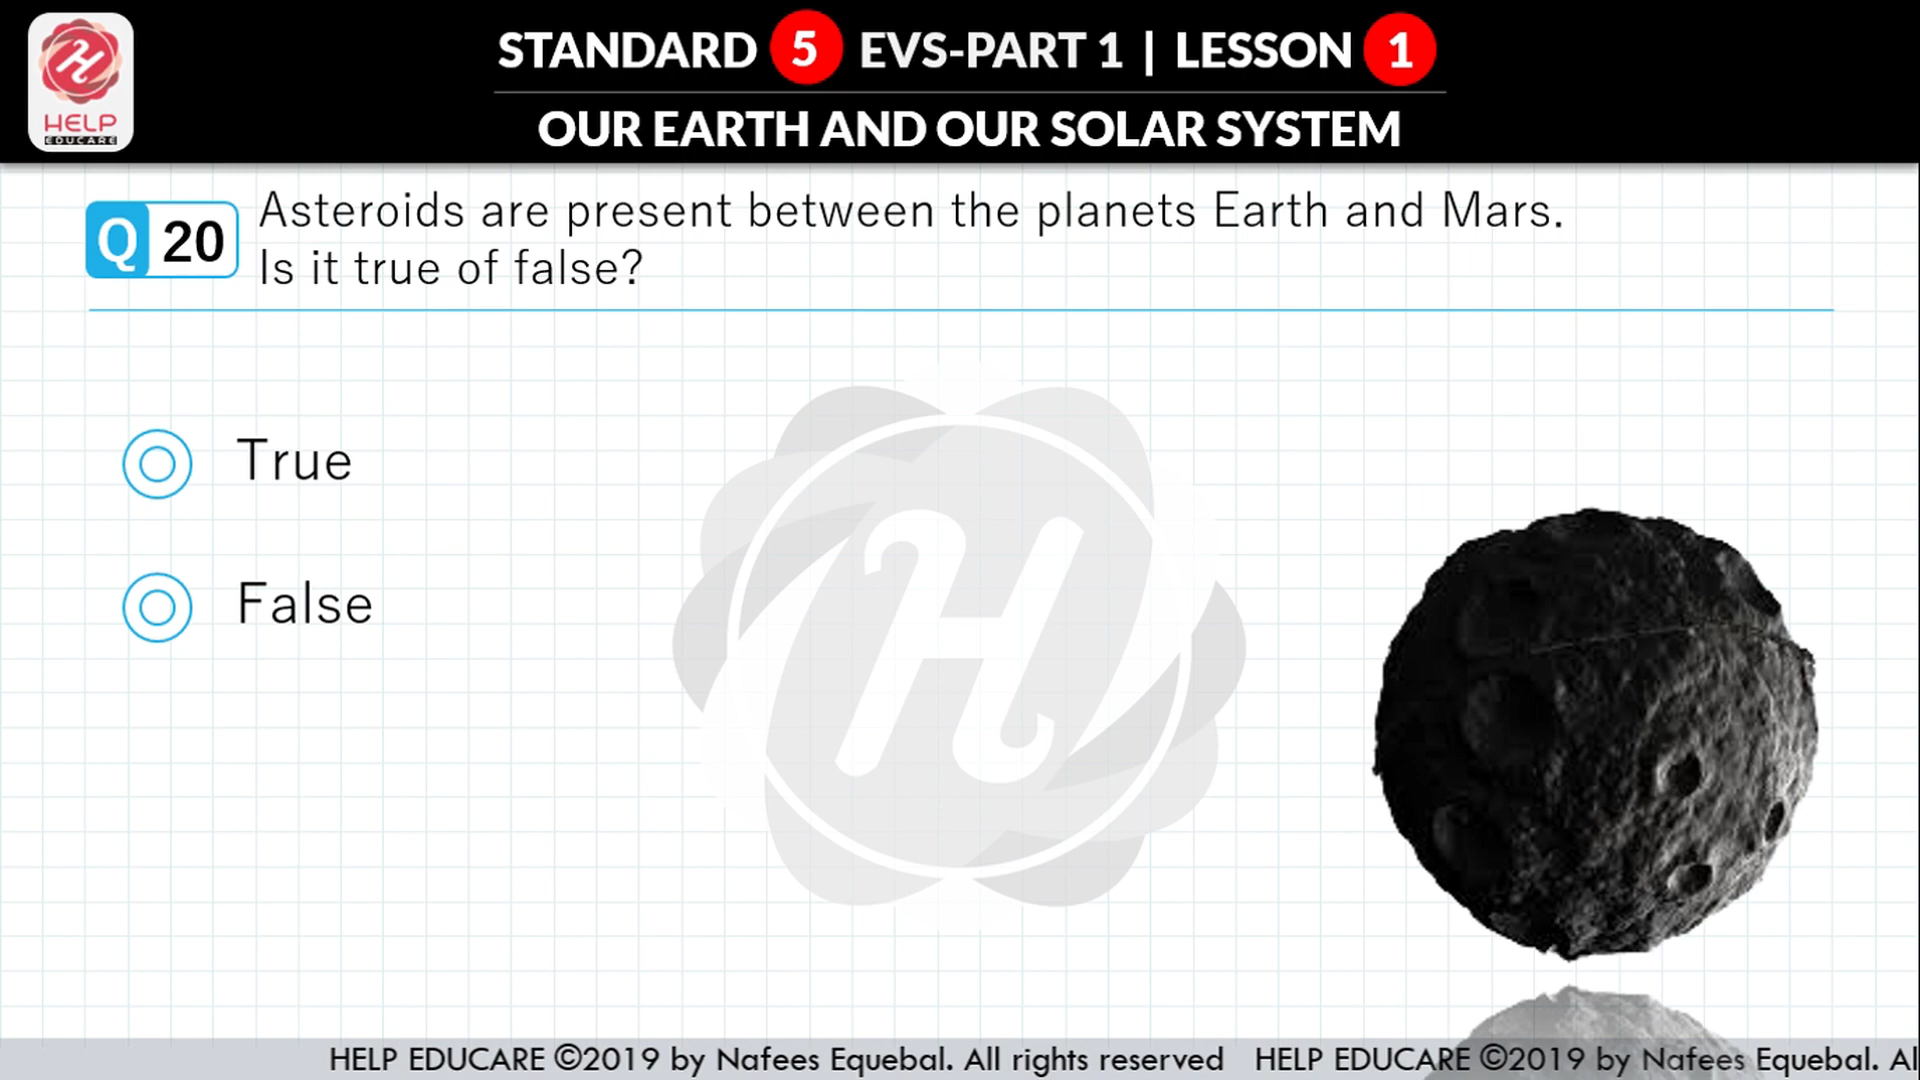 HELP
EDUCARE
STANDARD 5 EVS-PART 1 | LESSON 1
OUR EARTH AND OUR SOLAR SYSTEM
Q 20
Asteroids are present between the planets Earth and Mars.
Is it true of false?
True
False
HELP EDUCARE ©2019 by Nafees Equebal. All rights reserved HELP EDUCARE ©2019 by Nafees Equebal. Al